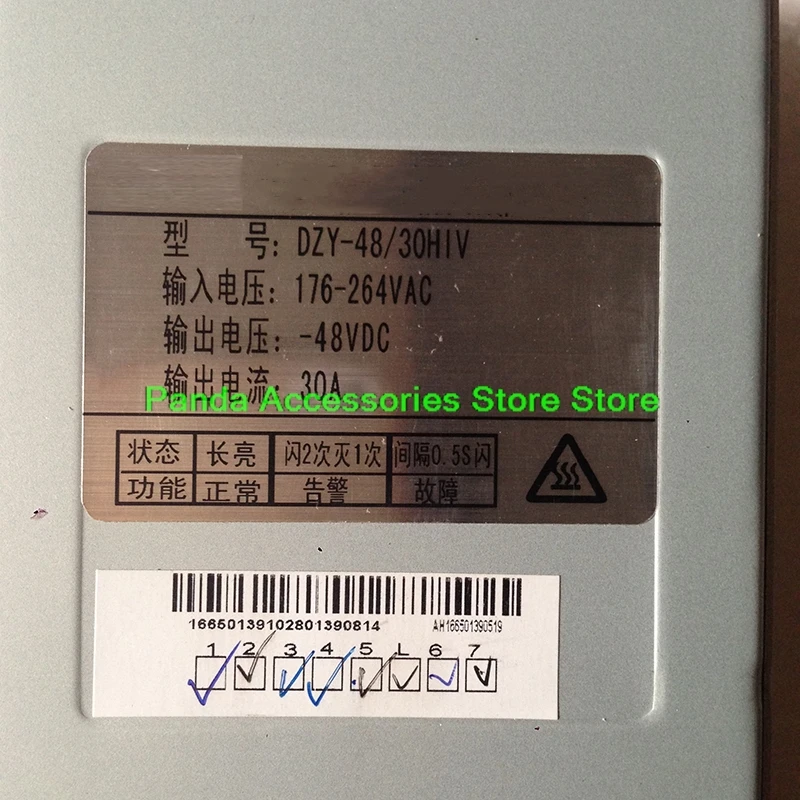 型 号: DZY-48/30HIV
输入电压: 176-264VAC
输出电压: -48VDC
输出电流: 30A
Panda Accessories Store Store
状态 长亮 闪2次灭1次 间隔0.5S闪
功能 正常 告警 故障
16650139102801390814 AH166501390519
1 2 3 4 5 L 6 7